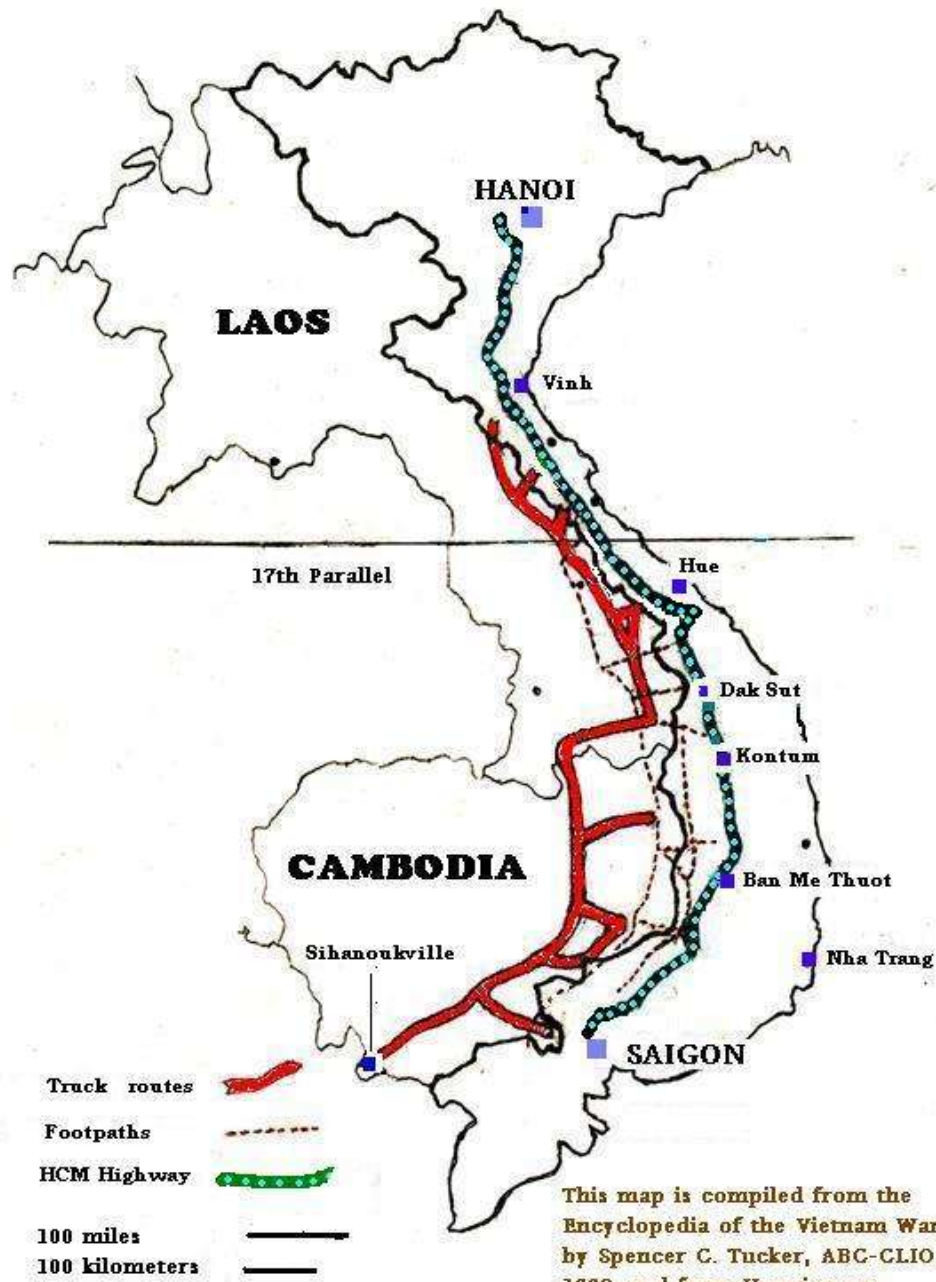 HANOI
LAOS
Vinh
17th Parallel
Hue
Dak Sut
Kontum
CAMBODIA
Ban Me Thuot
Sihanoukville
Nha Trang
SAIGON
Truck routes
Footpaths
HCM Highway
100 miles
100 kilometers
This map is compiled from the
Encyclopedia of the Vietnam War
by Spencer C. Tucker, ABC-CLIO